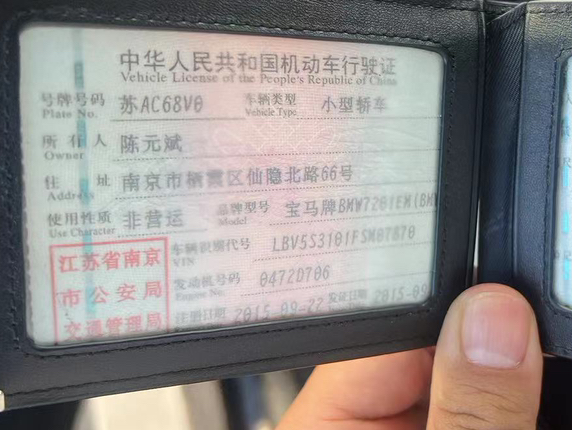 中华人民共和国机动车行驶证
Vehicle License of the People's Republic of China
号牌号码 苏AC68V0 车辆类型 小型轿车
Plate No. Vehicle Type
所有人 陈元斌
Owner
住址 南京市栖霞区仙隐北路66号
Address
使用性质 非营运 品牌型号 宝马牌BMW7201EM(BM
Use Character Model
江苏省南京 车辆识别代号 LBV5S3101FSM07870
VIN
市公安局 发动机号码 0472D706
Engine No.
交通管理局 注册日期 2015-09-22 发证日期 2015-09